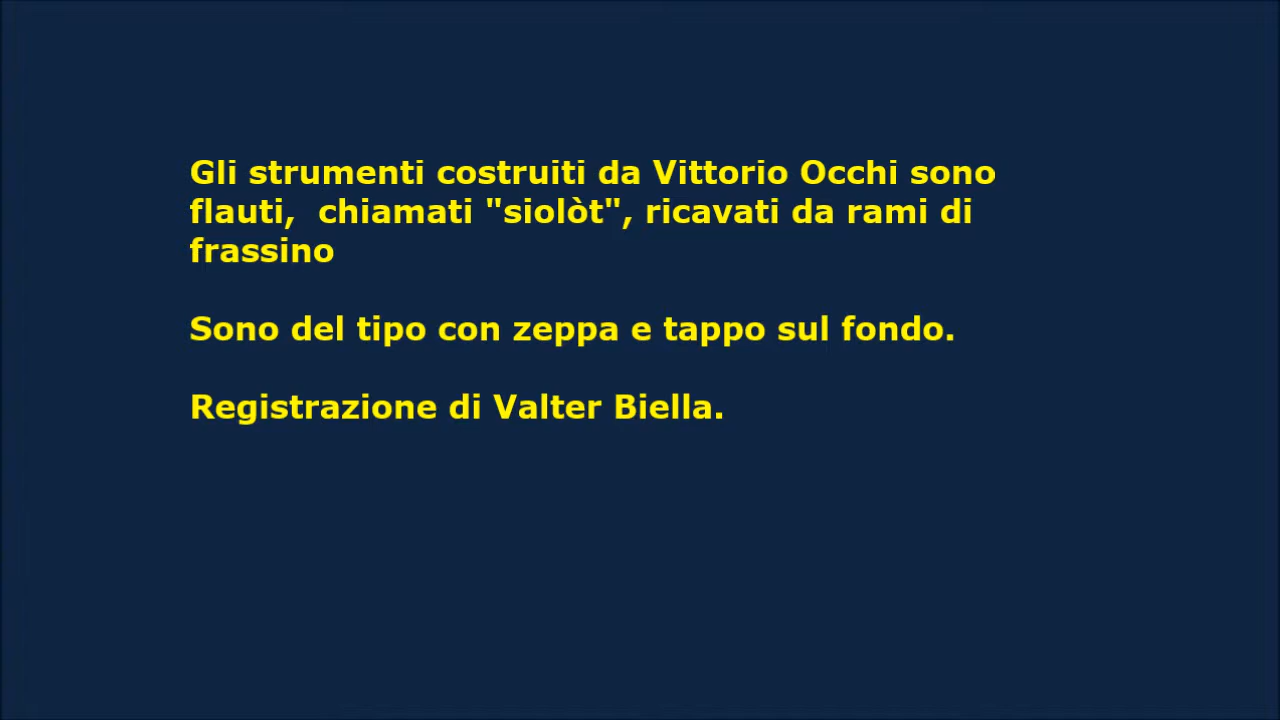 Gli strumenti costruiti da Vittorio Occhi sono
flauti,  chiamati "siolòt", ricavati da rami di
frassino
Sono del tipo con zeppa e tappo sul fondo.
Registrazione di Valter Biella.